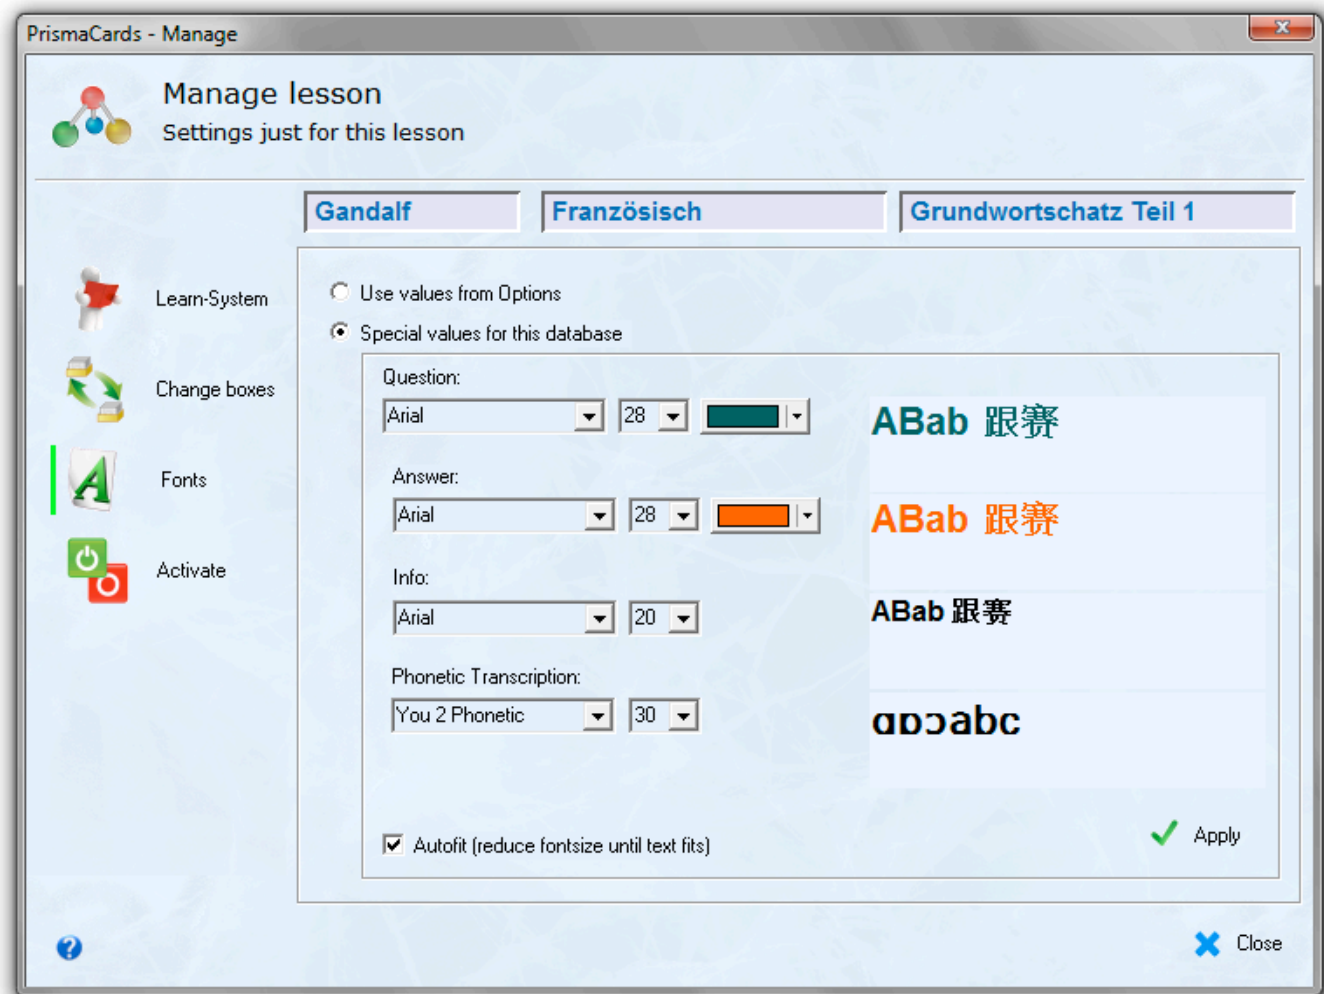 PrismaCards - Manage
Manage lesson
Settings just for this lesson
Gandalf
Französisch
Grundwortschatz Teil 1
Learn-System
Change boxes
Fonts
Activate
Use values from Options
Special values for this database
Question:
Arial 28
ABab 跟赛
Answer:
Arial 28
ABab 跟赛
Info:
Arial 20
ABab 跟赛
Phonetic Transcription:
You 2 Phonetic 30
ɑɒɔabc
Autofit (reduce fontsize until text fits)
Apply
Close